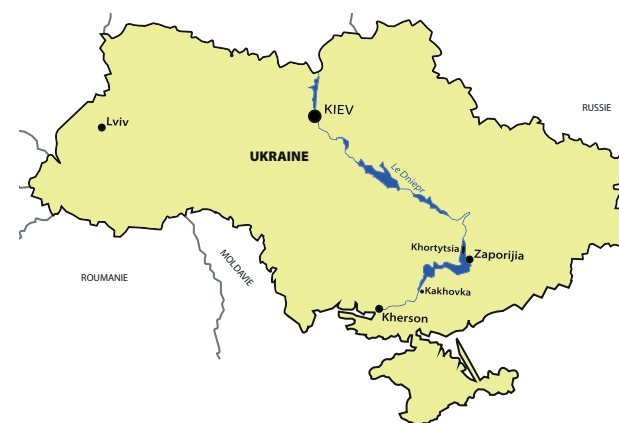 RUSSIE
KIEV
Lviv
UKRAINE
Le Dniepr
Khortytsia
Zaporijia
MOLDAVIE
ROUMANIE
Kakhovka
Kherson